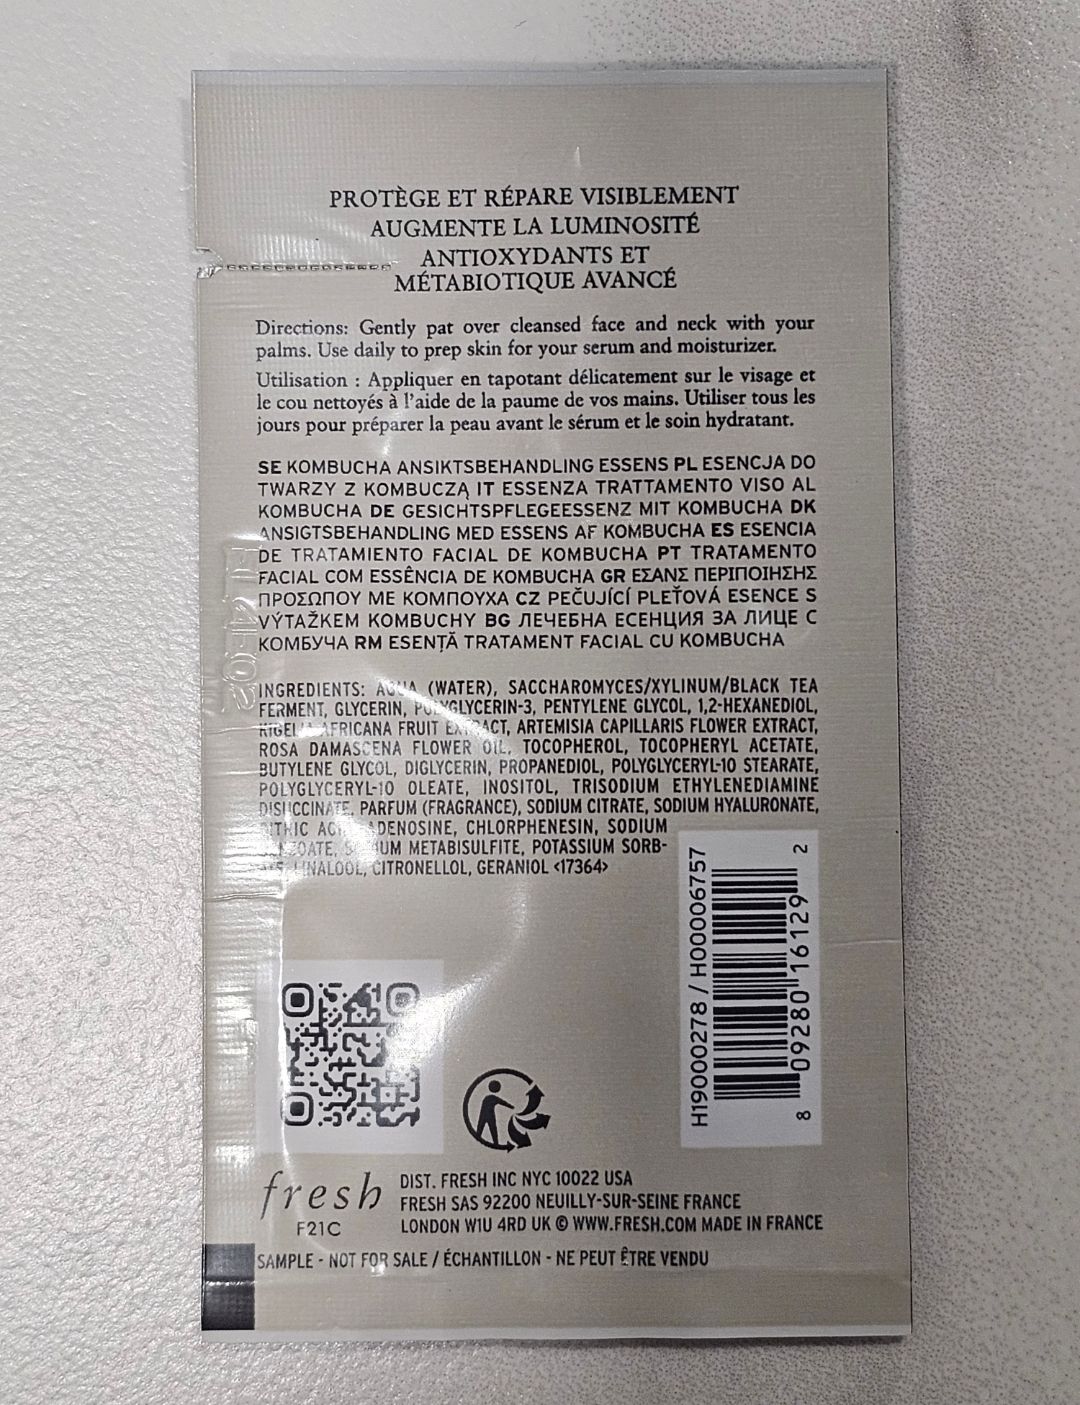 PROTÈGE ET RÉPARE VISIBLEMENT
AUGMENTE LA LUMINOSITÉ
ANTIOXYDANTS ET
MÉTABIOTIQUE AVANCÉ
Directions: Gently pat over cleansed face and neck with your
palms. Use daily to prep skin for your serum and moisturizer.
Utilisation : Appliquer en tapotant délicatement sur le visage et
le cou nettoyés à l'aide de la paume de vos mains. Utiliser tous les
jours pour préparer la peau avant le sérum et le soin hydratant.
SE KOMBUCHA ANSIKTSBEHANDLING ESSENS PL ESENCJA DO
TWARZY Z KOMBUCZĄ IT ESSENZA TRATTAMENTO VISO AL
KOMBUCHA DE GESICHTSPFLEGEESSENZ MIT KOMBUCHA DK
ANSIGTSBEHANDLING MED ESSENS AF KOMBUCHA ES ESENCIA
DE TRATAMIENTO FACIAL DE KOMBUCHA PT TRATAMENTO
FACIAL COM ESSÊNCIA DE KOMBUCHA GR ΕΣΑΝΣ ΠΕΡΙΠΟΙΗΣΗΣ
ΠΡΟΣΩΠΟΥ ΜΕ ΚΟΜΠΟΥΧΑ CZ PEČUJÍCÍ PLEŤOVÁ ESENCE S
VÝTAŽKEM KOMBUCHY BG ЛЕЧЕБНА ЕСЕНЦИЯ ЗА ЛИЦЕ С
КОМБУЧА RM ESENȚĂ TRATAMENT FACIAL CU KOMBUCHA
INGREDIENTS: AQUA (WATER), SACCHAROMYCES/XYLINUM/BLACK TEA
FERMENT, GLYCERIN, POLYGLYCERIN-3, PENTYLENE GLYCOL, 1,2-HEXANEDIOL,
KIGELIA AFRICANA FRUIT EXTRACT, ARTEMISIA CAPILLARIS FLOWER EXTRACT,
ROSA DAMASCENA FLOWER OIL, TOCOPHEROL, TOCOPHERYL ACETATE,
BUTYLENE GLYCOL, DIGLYCERIN, PROPANEDIOL, POLYGLYCERYL-10 STEARATE,
POLYGLYCERYL-10 OLEATE, INOSITOL, TRISODIUM ETHYLENEDIAMINE
DISUCCINATE, PARFUM (FRAGRANCE), SODIUM CITRATE, SODIUM HYALURONATE,
CITRIC ACID, ADENOSINE, CHLORPHENESIN, SODIUM
BENZOATE, SODIUM METABISULFITE, POTASSIUM SORB-
ATE, LINALOOL, CITRONELLOL, GERANIOL <17364>
H19000278 / H00006757
8 09280 16129 2
fresh
F21C
DIST. FRESH INC NYC 10022 USA
FRESH SAS 92200 NEUILLY-SUR-SEINE FRANCE
LONDON W1U 4RD UK © WWW.FRESH.COM MADE IN FRANCE
SAMPLE - NOT FOR SALE / ÉCHANTILLON - NE PEUT ÊTRE VENDU